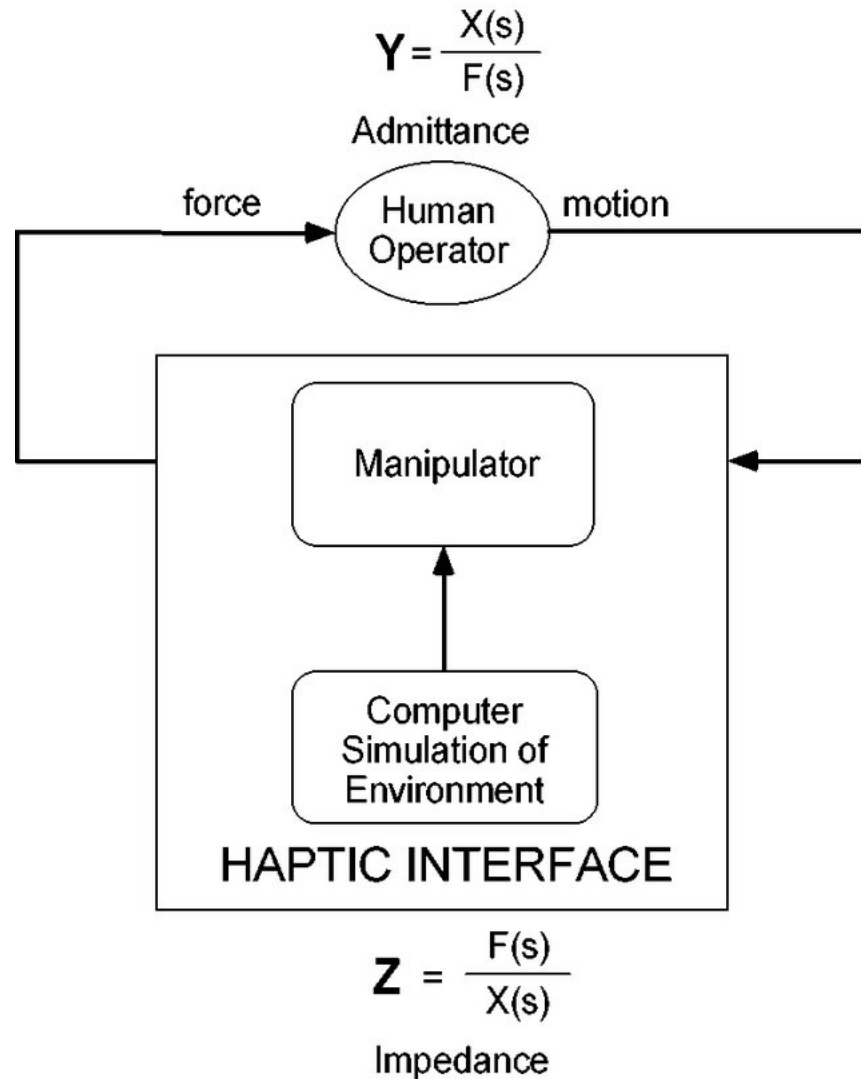 Y = X(s)
F(s)
Admittance
force
Human
Operator
motion
Manipulator
Computer
Simulation of
Environment
HAPTIC INTERFACE
Z = F(s)
X(s)
Impedance